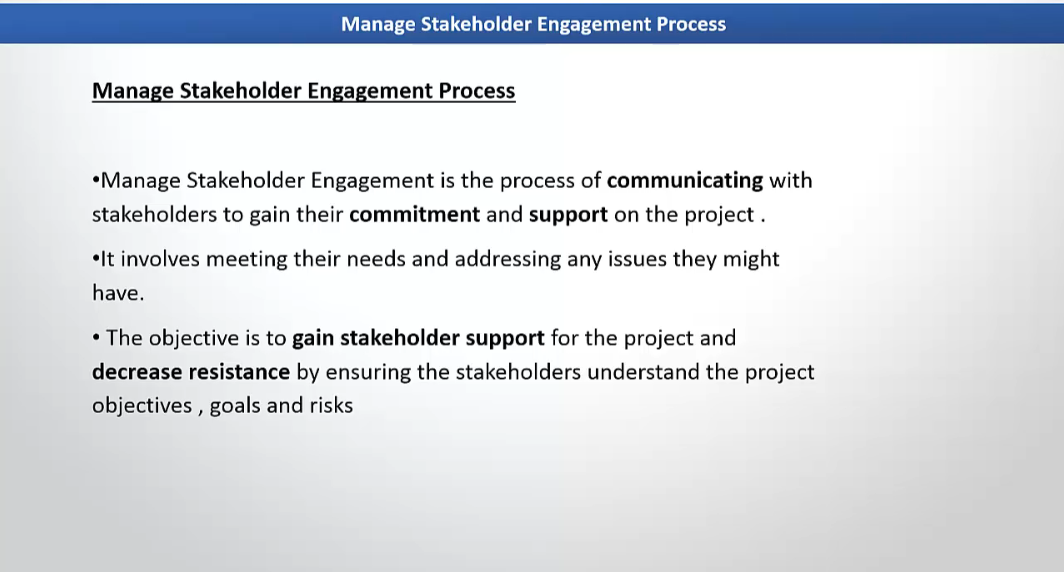 Manage Stakeholder Engagement Process
Manage Stakeholder Engagement Process
•Manage Stakeholder Engagement is the process of communicating with
stakeholders to gain their commitment and support on the project .
•It involves meeting their needs and addressing any issues they might
have.
• The objective is to gain stakeholder support for the project and
decrease resistance by ensuring the stakeholders understand the project
objectives , goals and risks